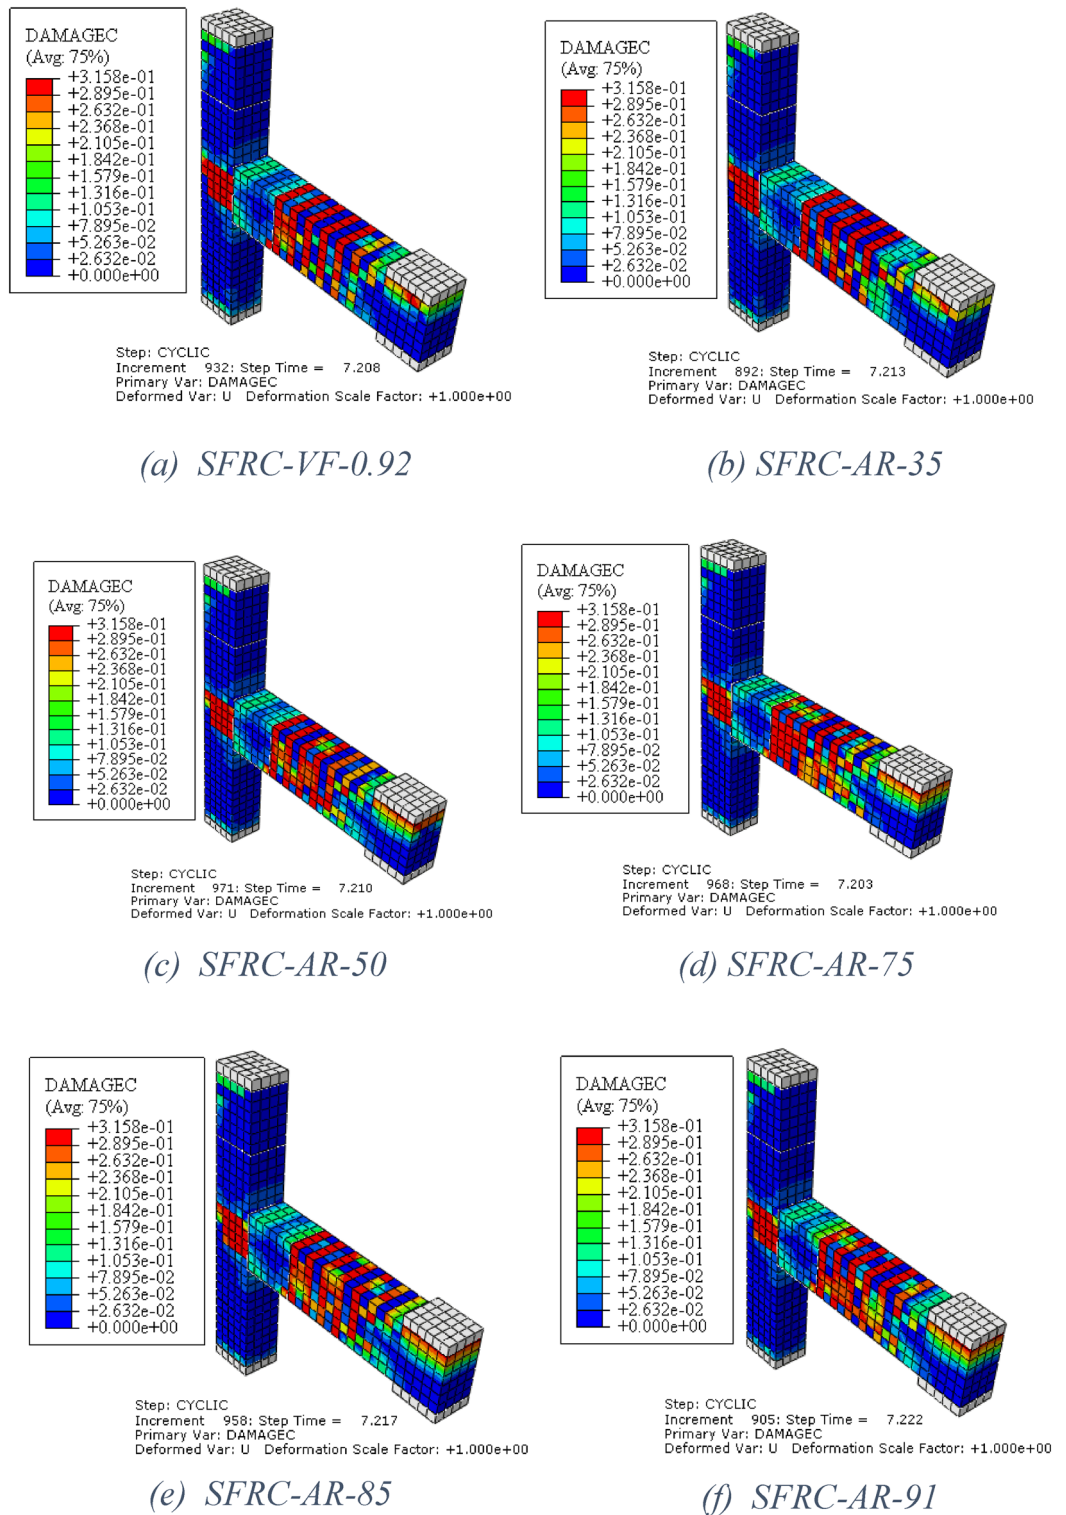 DAMAGEC
(Avg: 75%)
+3.158e-01
+2.895e-01
+2.632e-01
+2.368e-01
+2.105e-01
+1.842e-01
+1.579e-01
+1.316e-01
+1.053e-01
+7.895e-02
+5.263e-02
+2.632e-02
+0.000e+00
Step: CYCLIC
Increment 932: Step Time = 7.208
Primary Var: DAMAGEC
Deformed Var: U Deformation Scale Factor: +1.000e+00
(a) SFRC-VF-0.92
DAMAGEC
(Avg: 75%)
+3.158e-01
+2.895e-01
+2.632e-01
+2.368e-01
+2.105e-01
+1.842e-01
+1.579e-01
+1.316e-01
+1.053e-01
+7.895e-02
+5.263e-02
+2.632e-02
+0.000e+00
Step: CYCLIC
Increment 892: Step Time = 7.213
Primary Var: DAMAGEC
Deformed Var: U Deformation Scale Factor: +1.000e+00
(b) SFRC-AR-35
DAMAGEC
(Avg: 75%)
+3.158e-01
+2.895e-01
+2.632e-01
+2.368e-01
+2.105e-01
+1.842e-01
+1.579e-01
+1.316e-01
+1.053e-01
+7.895e-02
+5.263e-02
+2.632e-02
+0.000e+00
Step: CYCLIC
Increment 971: Step Time = 7.210
Primary Var: DAMAGEC
Deformed Var: U Deformation Scale Factor: +1.000e+00
(c) SFRC-AR-50
DAMAGEC
(Avg: 75%)
+3.158e-01
+2.895e-01
+2.632e-01
+2.368e-01
+2.105e-01
+1.842e-01
+1.579e-01
+1.316e-01
+1.053e-01
+7.895e-02
+5.263e-02
+2.632e-02
+0.000e+00
Step: CYCLIC
Increment 968: Step Time = 7.203
Primary Var: DAMAGEC
Deformed Var: U Deformation Scale Factor: +1.000e+00
(d) SFRC-AR-75
DAMAGEC
(Avg: 75%)
+3.158e-01
+2.895e-01
+2.632e-01
+2.368e-01
+2.105e-01
+1.842e-01
+1.579e-01
+1.316e-01
+1.053e-01
+7.895e-02
+5.263e-02
+2.632e-02
+0.000e+00
Step: CYCLIC
Increment 958: Step Time = 7.217
Primary Var: DAMAGEC
Deformed Var: U Deformation Scale Factor: +1.000e+00
(e) SFRC-AR-85
DAMAGEC
(Avg: 75%)
+3.158e-01
+2.895e-01
+2.632e-01
+2.368e-01
+2.105e-01
+1.842e-01
+1.579e-01
+1.316e-01
+1.053e-01
+7.895e-02
+5.263e-02
+2.632e-02
+0.000e+00
Step: CYCLIC
Increment 905: Step Time = 7.222
Primary Var: DAMAGEC
Deformed Var: U Deformation Scale Factor: +1.000e+00
(f) SFRC-AR-91